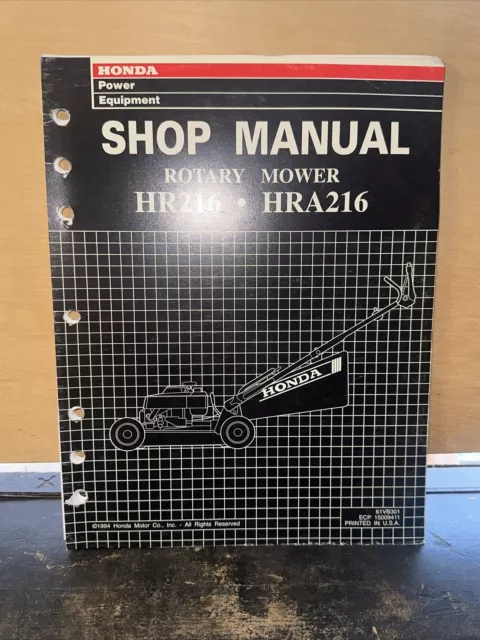 HONDA
Power
Equipment
SHOP MANUAL
ROTARY MOWER
HR216 • HRA216
HONDA
61VB301
ECP 15009411
PRINTED IN U.S.A.
©1994 Honda Motor Co., Inc. - All Rights Reserved